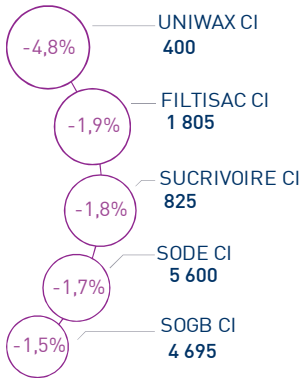 -4,8%
UNIWAX CI
400
-1,9%
FILTISAC CI
1 805
-1,8%
SUCRIVOIRE CI
825
-1,7%
SODE CI
5 600
-1,5%
SOGB CI
4 695